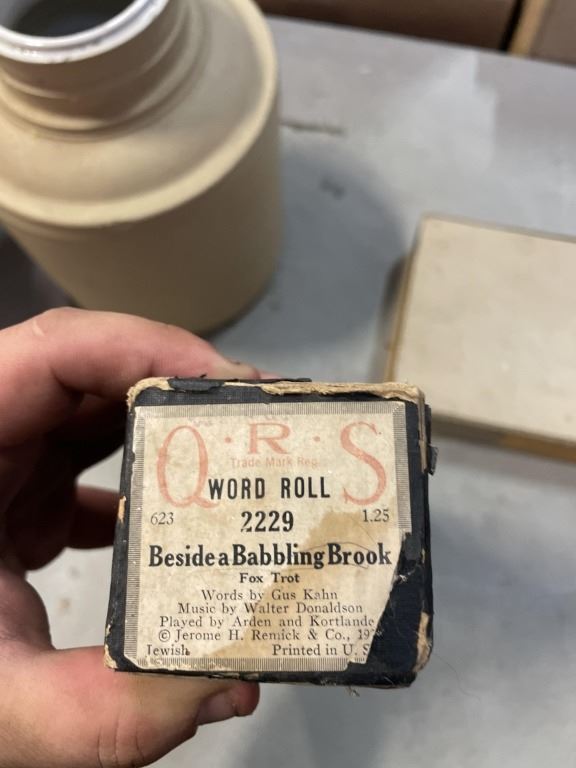 Q·R·S
Trade Mark Reg.
WORD ROLL
2229
623 1.25
Beside a Babbling Brook
Fox Trot
Words by Gus Kahn
Music by Walter Donaldson
Played by Arden and Kortlande
© Jerome H. Remick & Co., 19
Jewish Printed in U. S